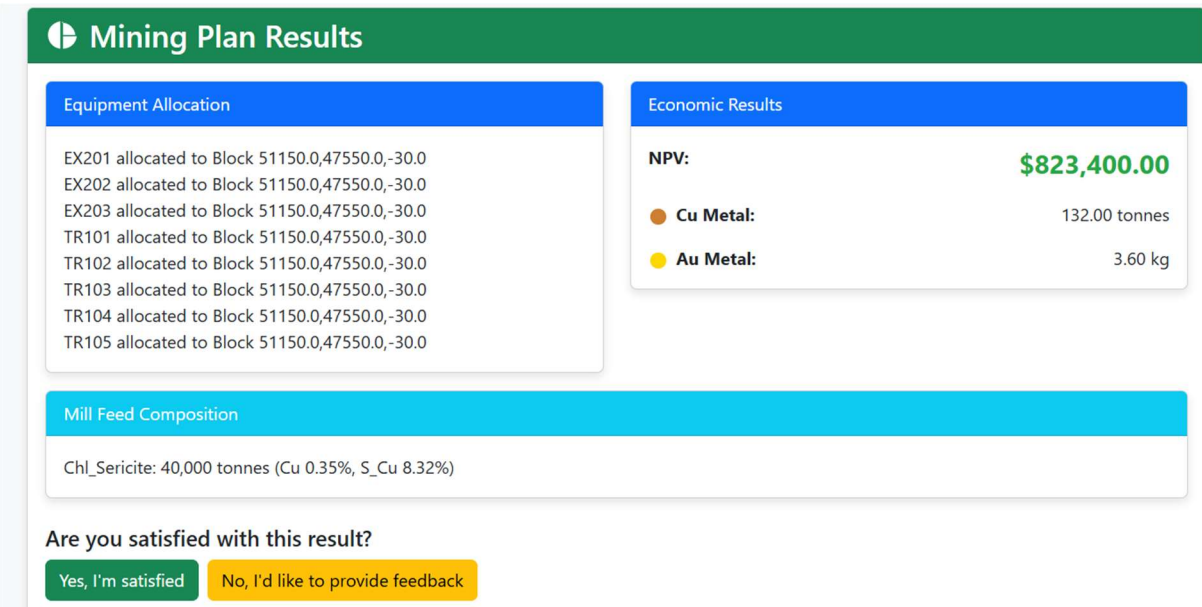 Mining Plan Results
Equipment Allocation
EX201 allocated to Block 51150.0,47550.0,-30.0
EX202 allocated to Block 51150.0,47550.0,-30.0
EX203 allocated to Block 51150.0,47550.0,-30.0
TR101 allocated to Block 51150.0,47550.0,-30.0
TR102 allocated to Block 51150.0,47550.0,-30.0
TR103 allocated to Block 51150.0,47550.0,-30.0
TR104 allocated to Block 51150.0,47550.0,-30.0
TR105 allocated to Block 51150.0,47550.0,-30.0
Economic Results
NPV: $823,400.00
Cu Metal: 132.00 tonnes
Au Metal: 3.60 kg
Mill Feed Composition
Chl_Sericite: 40,000 tonnes (Cu 0.35%, S_Cu 8.32%)
Are you satisfied with this result?
Yes, I'm satisfied No, I'd like to provide feedback